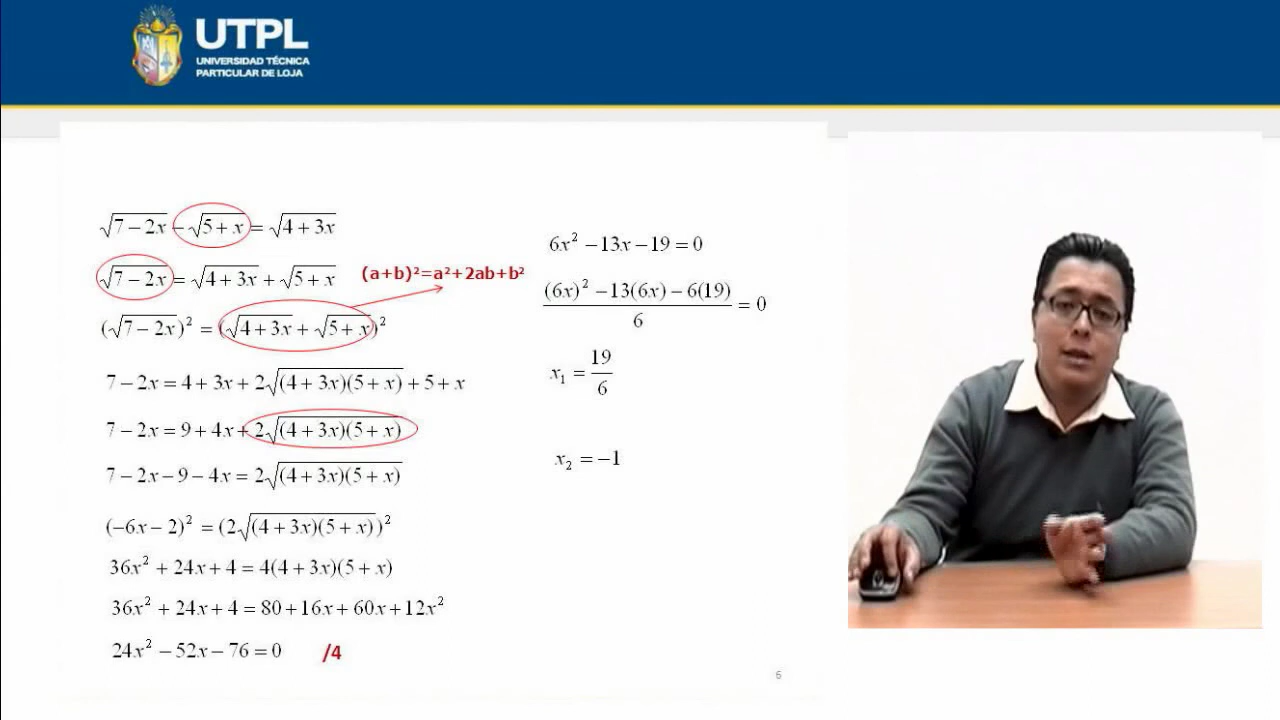 UTPL
UNIVERSIDAD TÉCNICA
PARTICULAR DE LOJA
√(7 − 2x) − √(5 + x) = √(4 + 3x)
√(7 − 2x) = √(4 + 3x) + √(5 + x)
(a+b)²=a²+2ab+b²
(√(7 − 2x))² = (√(4 + 3x) + √(5 + x))²
7 − 2x = 4 + 3x + 2√((4 + 3x)(5 + x)) + 5 + x
7 − 2x = 9 + 4x + 2√((4 + 3x)(5 + x))
7 − 2x − 9 − 4x = 2√((4 + 3x)(5 + x))
(−6x − 2)² = (2√((4 + 3x)(5 + x)))²
36x² + 24x + 4 = 4(4 + 3x)(5 + x)
36x² + 24x + 4 = 80 + 16x + 60x + 12x²
24x² − 52x − 76 = 0 /4
6x² − 13x − 19 = 0
((6x)² − 13(6x) − 6(19))/6 = 0
x₁ = 19/6
x₂ = −1
6